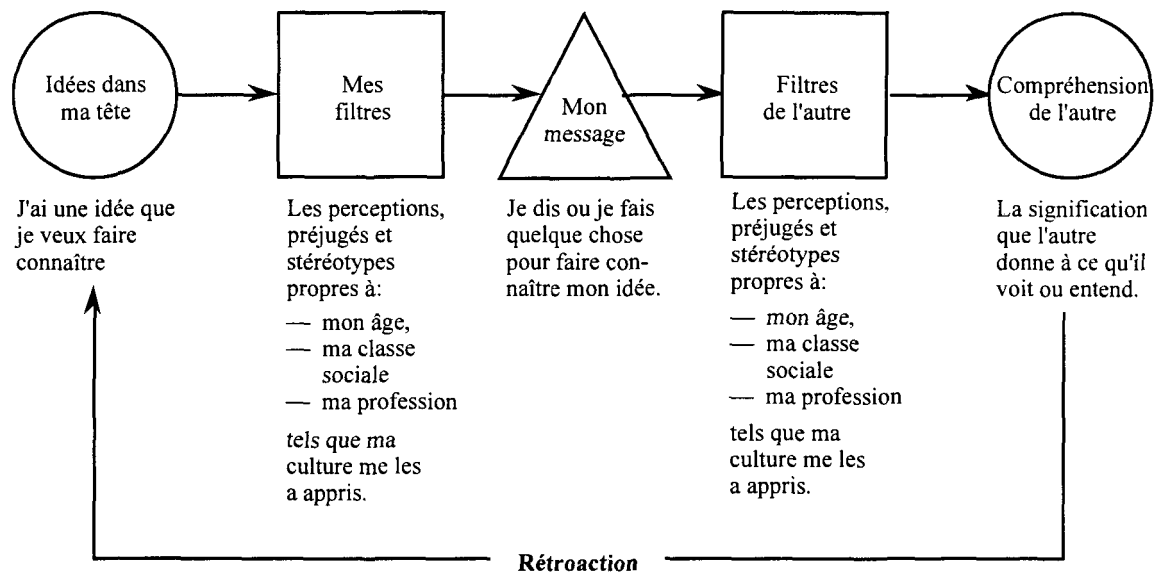 Idées dans
ma tête
Mes
filtres
Mon
message
Filtres
de l'autre
Compréhension
de l'autre
J'ai une idée que
je veux faire
connaître
Les perceptions,
préjugés et
stéréotypes
propres à:
— mon âge,
— ma classe
sociale
— ma profession
tels que ma
culture me les
a appris.
Je dis ou je fais
quelque chose
pour faire con-
naître mon idée.
Les perceptions,
préjugés et
stéréotypes
propres à:
— mon âge,
— ma classe
sociale
— ma profession
tels que ma
culture me les
a appris.
La signification
que l'autre
donne à ce qu'il
voit ou entend.
Rétroaction